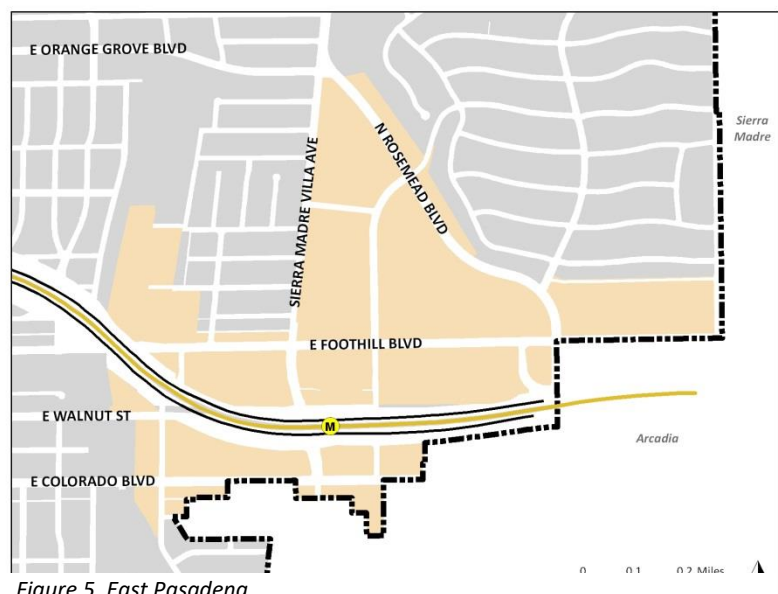 E ORANGE GROVE BLVD
Sierra
Madre
N ROSEMEAD BLVD
SIERRA MADRE VILLA AVE
E FOOTHILL BLVD
E WALNUT ST
M
Arcadia
E COLORADO BLVD
0 0.1 0.2 Miles
Figure 5. East Pasadena